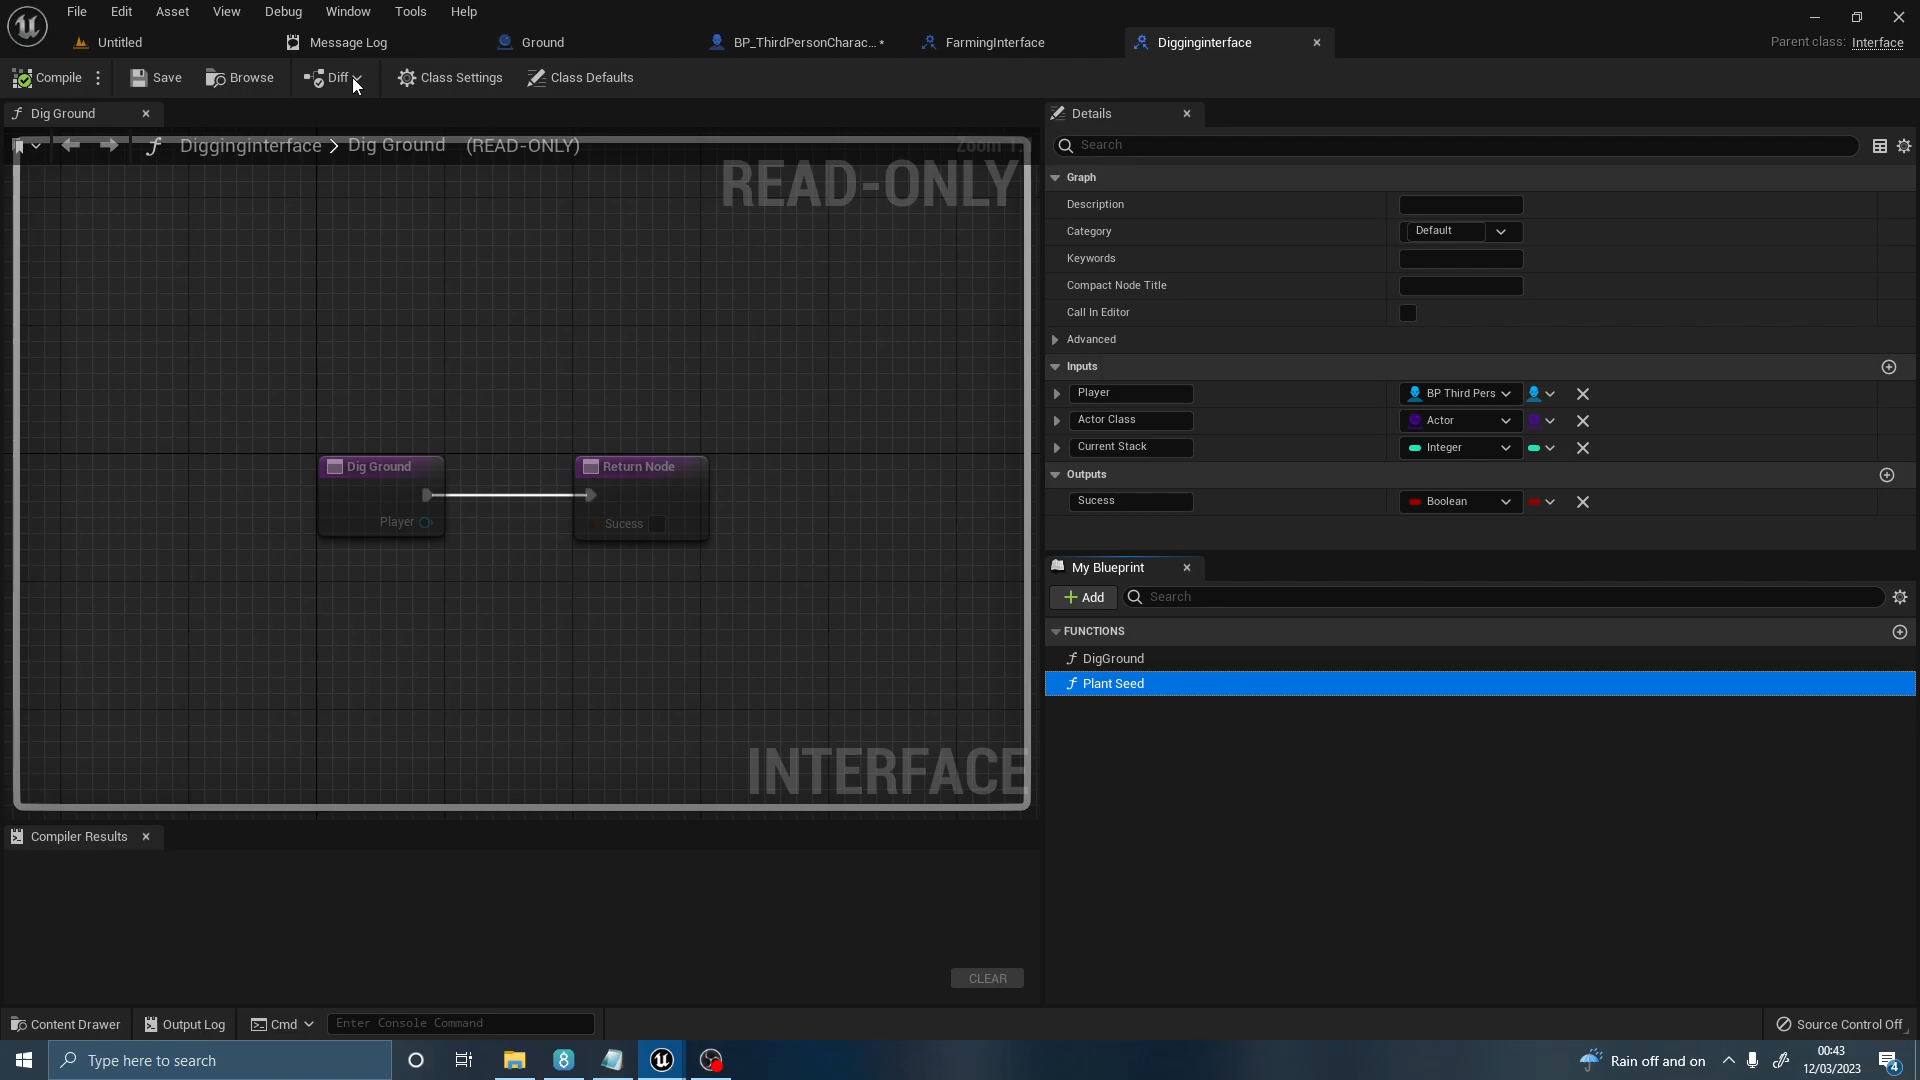 File Edit Asset View Debug Window Tools Help
Untitled Message Log Ground BP_ThirdPersonCharac...* FarmingInterface Digginginterface
Parent class: Interface
Compile Save Browse Diff Class Settings Class Defaults
Dig Ground
Digginginterface > Dig Ground (READ-ONLY)
READ-ONLY
Dig Ground
Player
Return Node
Sucess
INTERFACE
Compiler Results
CLEAR
Details
Search
Graph
Description
Category Default
Keywords
Compact Node Title
Call In Editor
Advanced
Inputs
Player BP Third Pers
Actor Class Actor
Current Stack Integer
Outputs
Sucess Boolean
My Blueprint
Add Search
FUNCTIONS
DigGround
Plant Seed
Content Drawer Output Log Cmd Enter Console Command Source Control Off
Type here to search
Rain off and on
00:43
12/03/2023
4